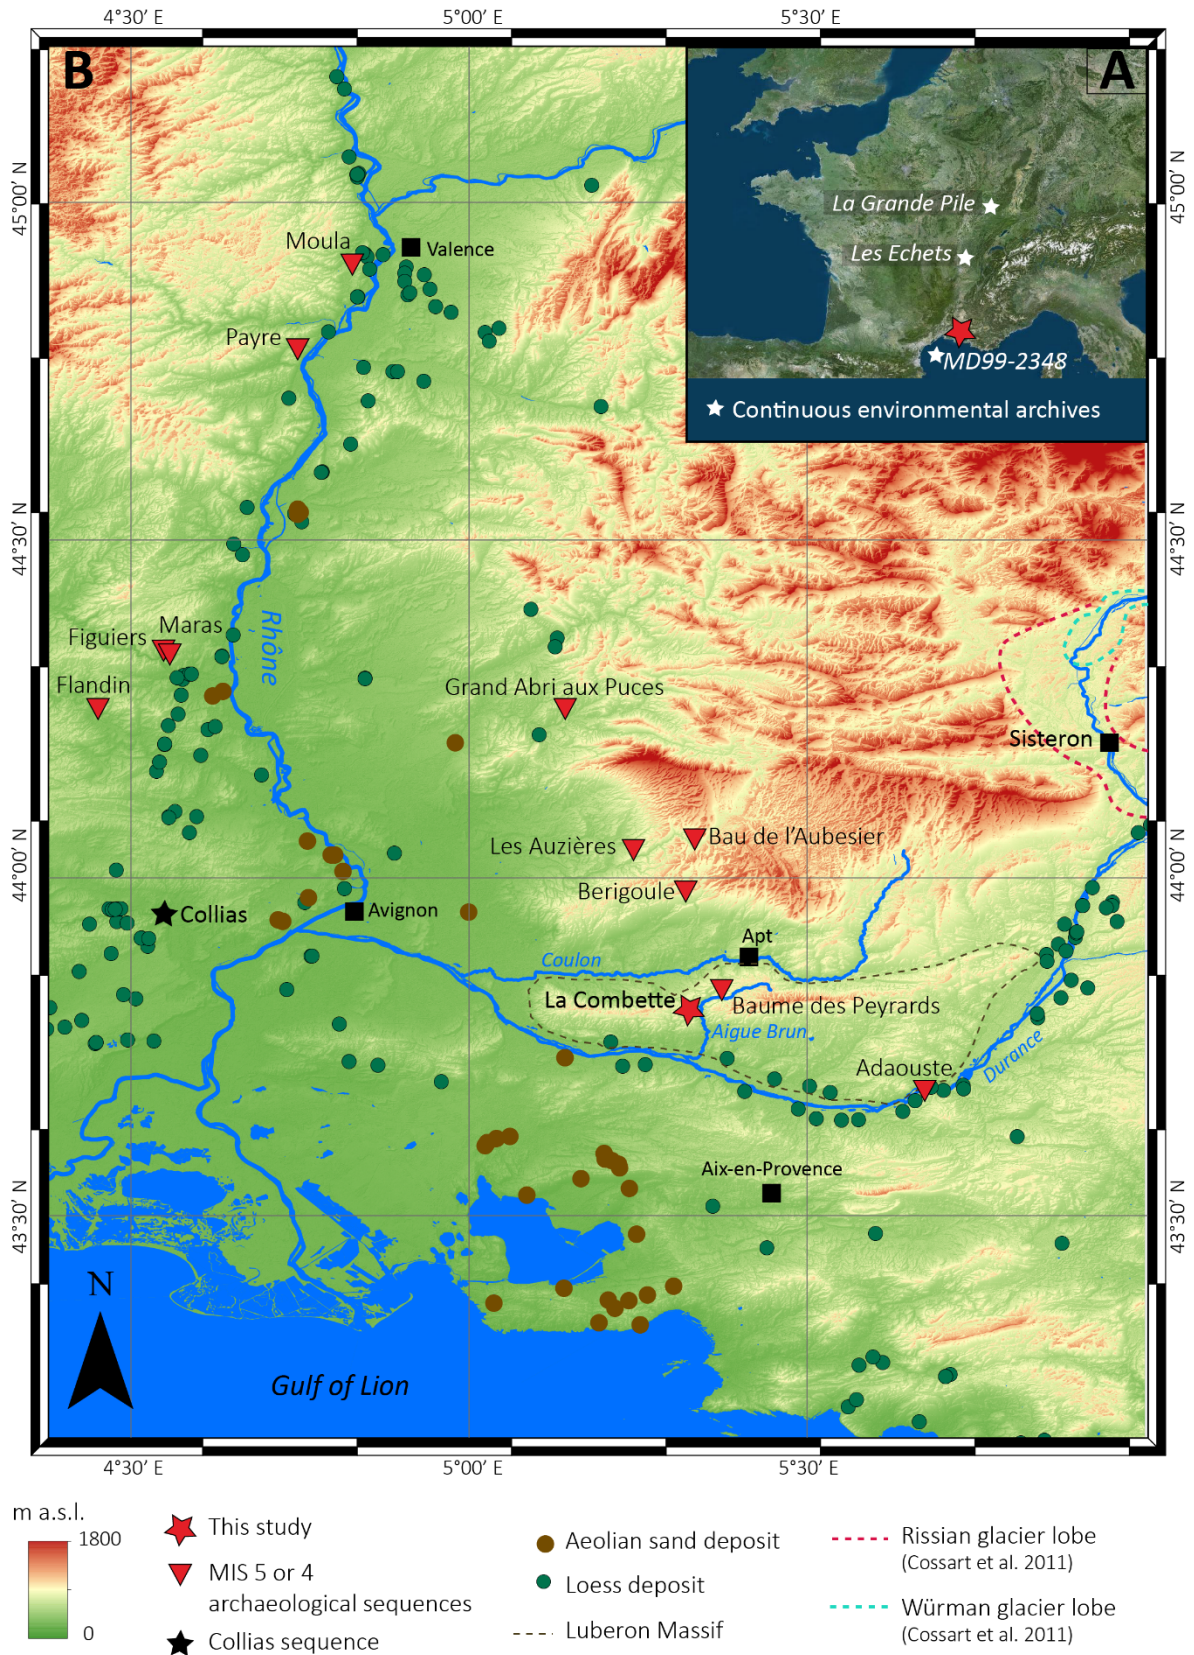 4°30’ E
5°00’ E
5°30’ E
B
A
45°00’ N
45°00’ N
La Grande Pile
Les Echets
MD99-2348
Continuous environmental archives
Moula
Valence
Payre
44°30’ N
44°30’ N
Rhône
Figuiers
Maras
Flandin
Grand Abri aux Puces
Sisteron
Les Auzières
Bau de l’Aubesier
Berigoule
44°00’ N
44°00’ N
Collias
Avignon
Apt
Coulon
La Combette
Baume des Peyrards
Aigue Brun
Durance
Adaouste
Aix-en-Provence
43°30’ N
43°30’ N
N
Gulf of Lion
4°30’ E
5°00’ E
5°30’ E
m a.s.l.
1800
0
This study
MIS 5 or 4
archaeological sequences
Collias sequence
Aeolian sand deposit
Loess deposit
Luberon Massif
Rissian glacier lobe
(Cossart et al. 2011)
Würman glacier lobe
(Cossart et al. 2011)